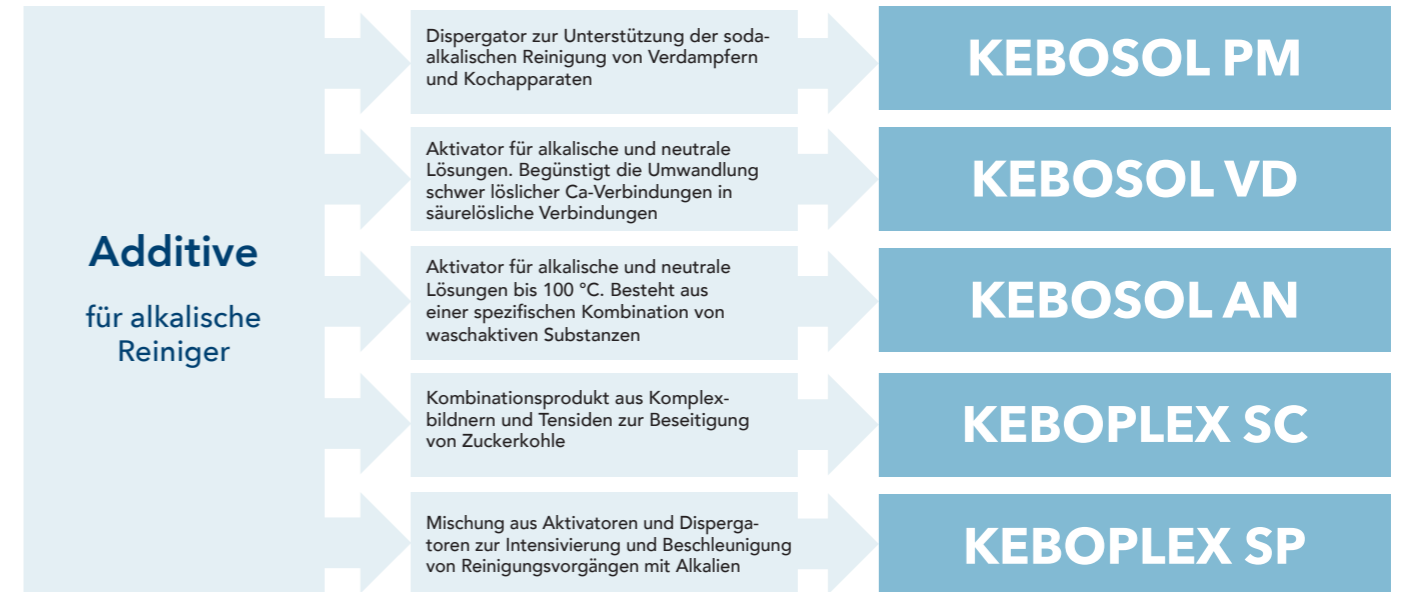 Additive
für alkalische
Reiniger
Dispergator zur Unterstützung der soda-
alkalischen Reinigung von Verdampfern
und Kochapparaten
KEBOSOL PM
Aktivator für alkalische und neutrale
Lösungen. Begünstigt die Umwandlung
schwer löslicher Ca-Verbindungen in
säurelösliche Verbindungen
KEBOSOL VD
Aktivator für alkalische und neutrale
Lösungen bis 100 °C. Besteht aus
einer spezifischen Kombination von
waschaktiven Substanzen
KEBOSOL AN
Kombinationsprodukt aus Komplex-
bildnern und Tensiden zur Beseitigung
von Zuckerkohle
KEBOPLEX SC
Mischung aus Aktivatoren und Disperga-
toren zur Intensivierung und Beschleunigung
von Reinigungsvorgängen mit Alkalien
KEBOPLEX SP